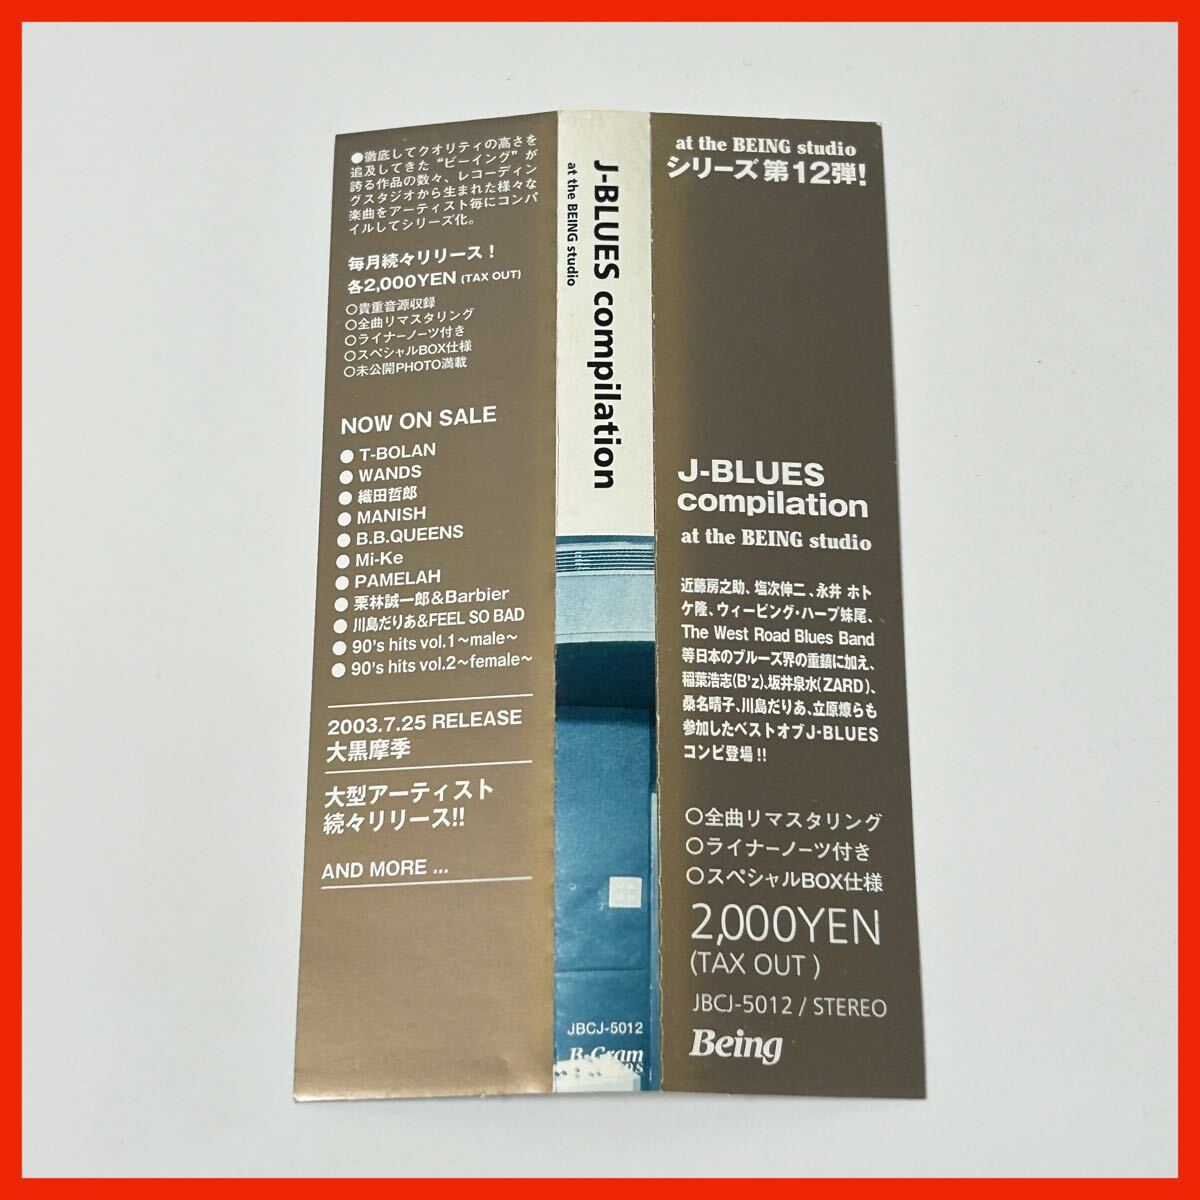 ●徹底してクオリティの高さを
追及してきた“ビーイング”が
誇る作品の数々、レコーディン
グスタジオから生まれた様々な
楽曲をアーティスト毎にコンパ
イルしてシリーズ化。
毎月続々リリース！
各2,000YEN (TAX OUT)
○貴重音源収録
○全曲リマスタリング
○ライナーノーツ付き
○スペシャルBOX仕様
○未公開PHOTO満載
NOW ON SALE
● T-BOLAN
● WANDS
● 織田哲郎
● MANISH
● B.B.QUEENS
● Mi-Ke
● PAMELAH
● 栗林誠一郎&Barbier
● 川島だりあ&FEEL SO BAD
● 90's hits vol.1〜male〜
● 90's hits vol.2〜female〜
2003.7.25 RELEASE
大黒摩季
大型アーティスト
続々リリース!!
AND MORE ...
J-BLUES compilation
at the BEING studio
JBCJ-5012
B-Gram
at the BEING studio
シリーズ 第12弾!
J-BLUES
compilation
at the BEING studio
近藤房之助、塩次伸二、永井 ホト
ケ隆、ウィーピング・ハープ妹尾、
The West Road Blues Band
等日本のブルーズ界の重鎮に加え、
稲葉浩志(B'z)、坂井泉水(ZARD)、
桑名晴子、川島だりあ、立原燎らも
参加したベストオブJ-BLUES
コンピ登場!!
○全曲リマスタリング
○ライナーノーツ付き
○スペシャルBOX仕様
2,000YEN
(TAX OUT )
JBCJ-5012 / STEREO
Being